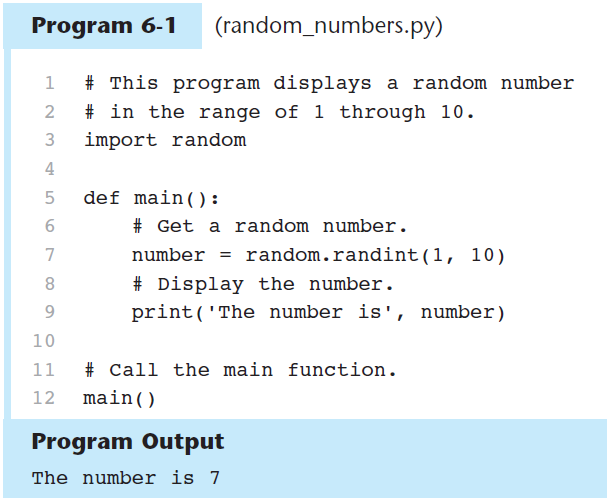 Program 6-1 (random_numbers.py)
1 # This program displays a random number
2 # in the range of 1 through 10.
3 import random
4
5 def main():
6     # Get a random number.
7     number = random.randint(1, 10)
8     # Display the number.
9     print('The number is', number)
10
11 # Call the main function.
12 main()
Program Output
The number is 7